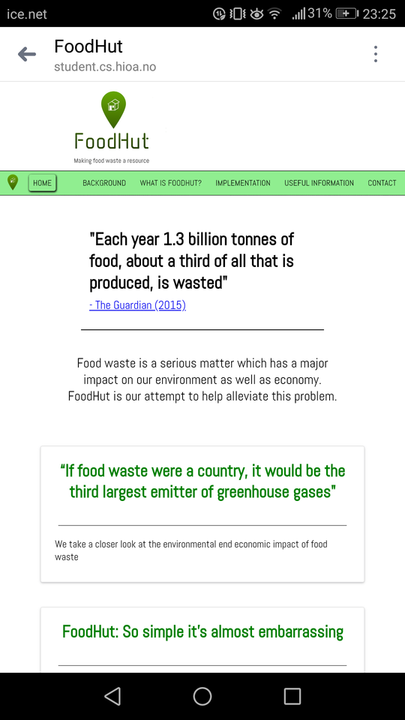 ice.net 31% 23:25
FoodHut
student.cs.hioa.no
FoodHut
Making food waste a resource
HOME BACKGROUND WHAT IS FOODHUT? IMPLEMENTATION USEFUL INFORMATION CONTACT
"Each year 1.3 billion tonnes of
food, about a third of all that is
produced, is wasted"
- The Guardian (2015)
Food waste is a serious matter which has a major
impact on our environment as well as economy.
FoodHut is our attempt to help alleviate this problem.
“If food waste were a country, it would be the
third largest emitter of greenhouse gases”
We take a closer look at the environmental end economic impact of food
waste
FoodHut: So simple it's almost embarrassing